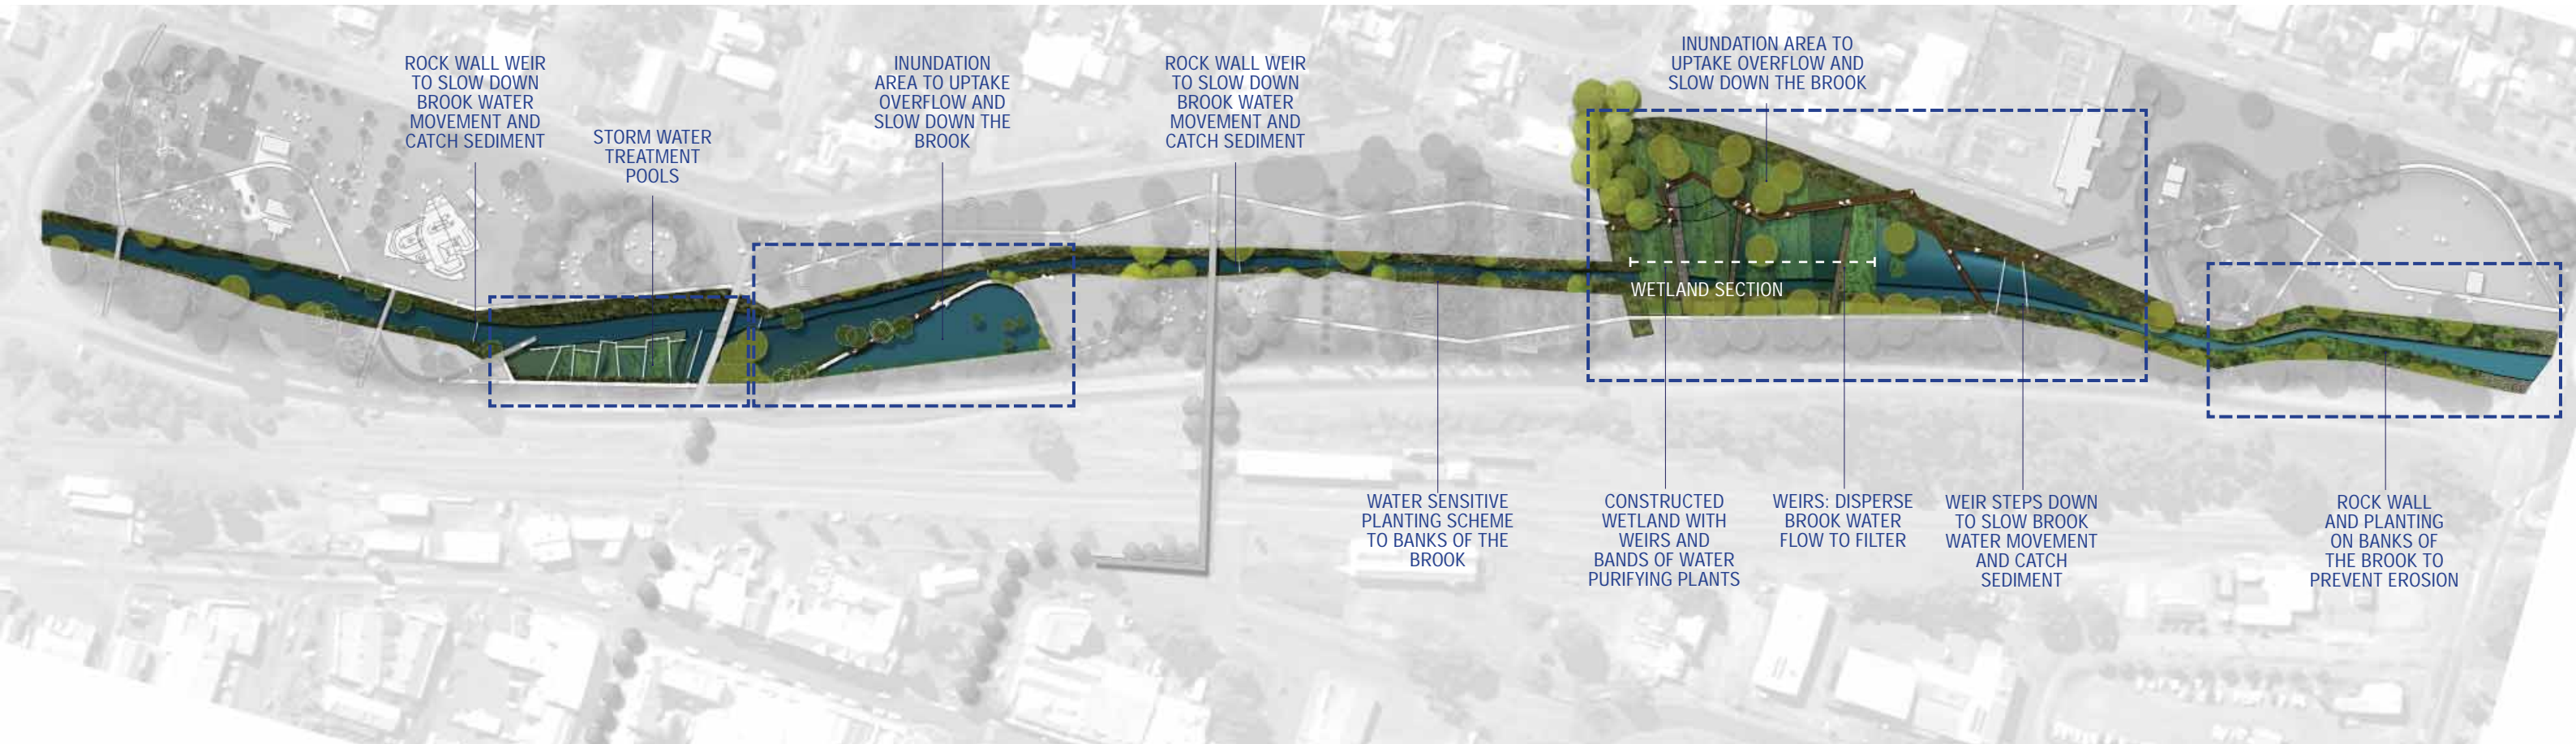 ROCK WALL WEIR
TO SLOW DOWN
BROOK WATER
MOVEMENT AND
CATCH SEDIMENT
STORM WATER
TREATMENT
POOLS
INUNDATION
AREA TO UPTAKE
OVERFLOW AND
SLOW DOWN THE
BROOK
ROCK WALL WEIR
TO SLOW DOWN
BROOK WATER
MOVEMENT AND
CATCH SEDIMENT
INUNDATION AREA TO
UPTAKE OVERFLOW AND
SLOW DOWN THE BROOK
WETLAND SECTION
WATER SENSITIVE
PLANTING SCHEME
TO BANKS OF THE
BROOK
CONSTRUCTED
WETLAND WITH
WEIRS AND
BANDS OF WATER
PURIFYING PLANTS
WEIRS: DISPERSE
BROOK WATER
FLOW TO FILTER
WEIR STEPS DOWN
TO SLOW BROOK
WATER MOVEMENT
AND CATCH
SEDIMENT
ROCK WALL
AND PLANTING
ON BANKS OF
THE BROOK TO
PREVENT EROSION